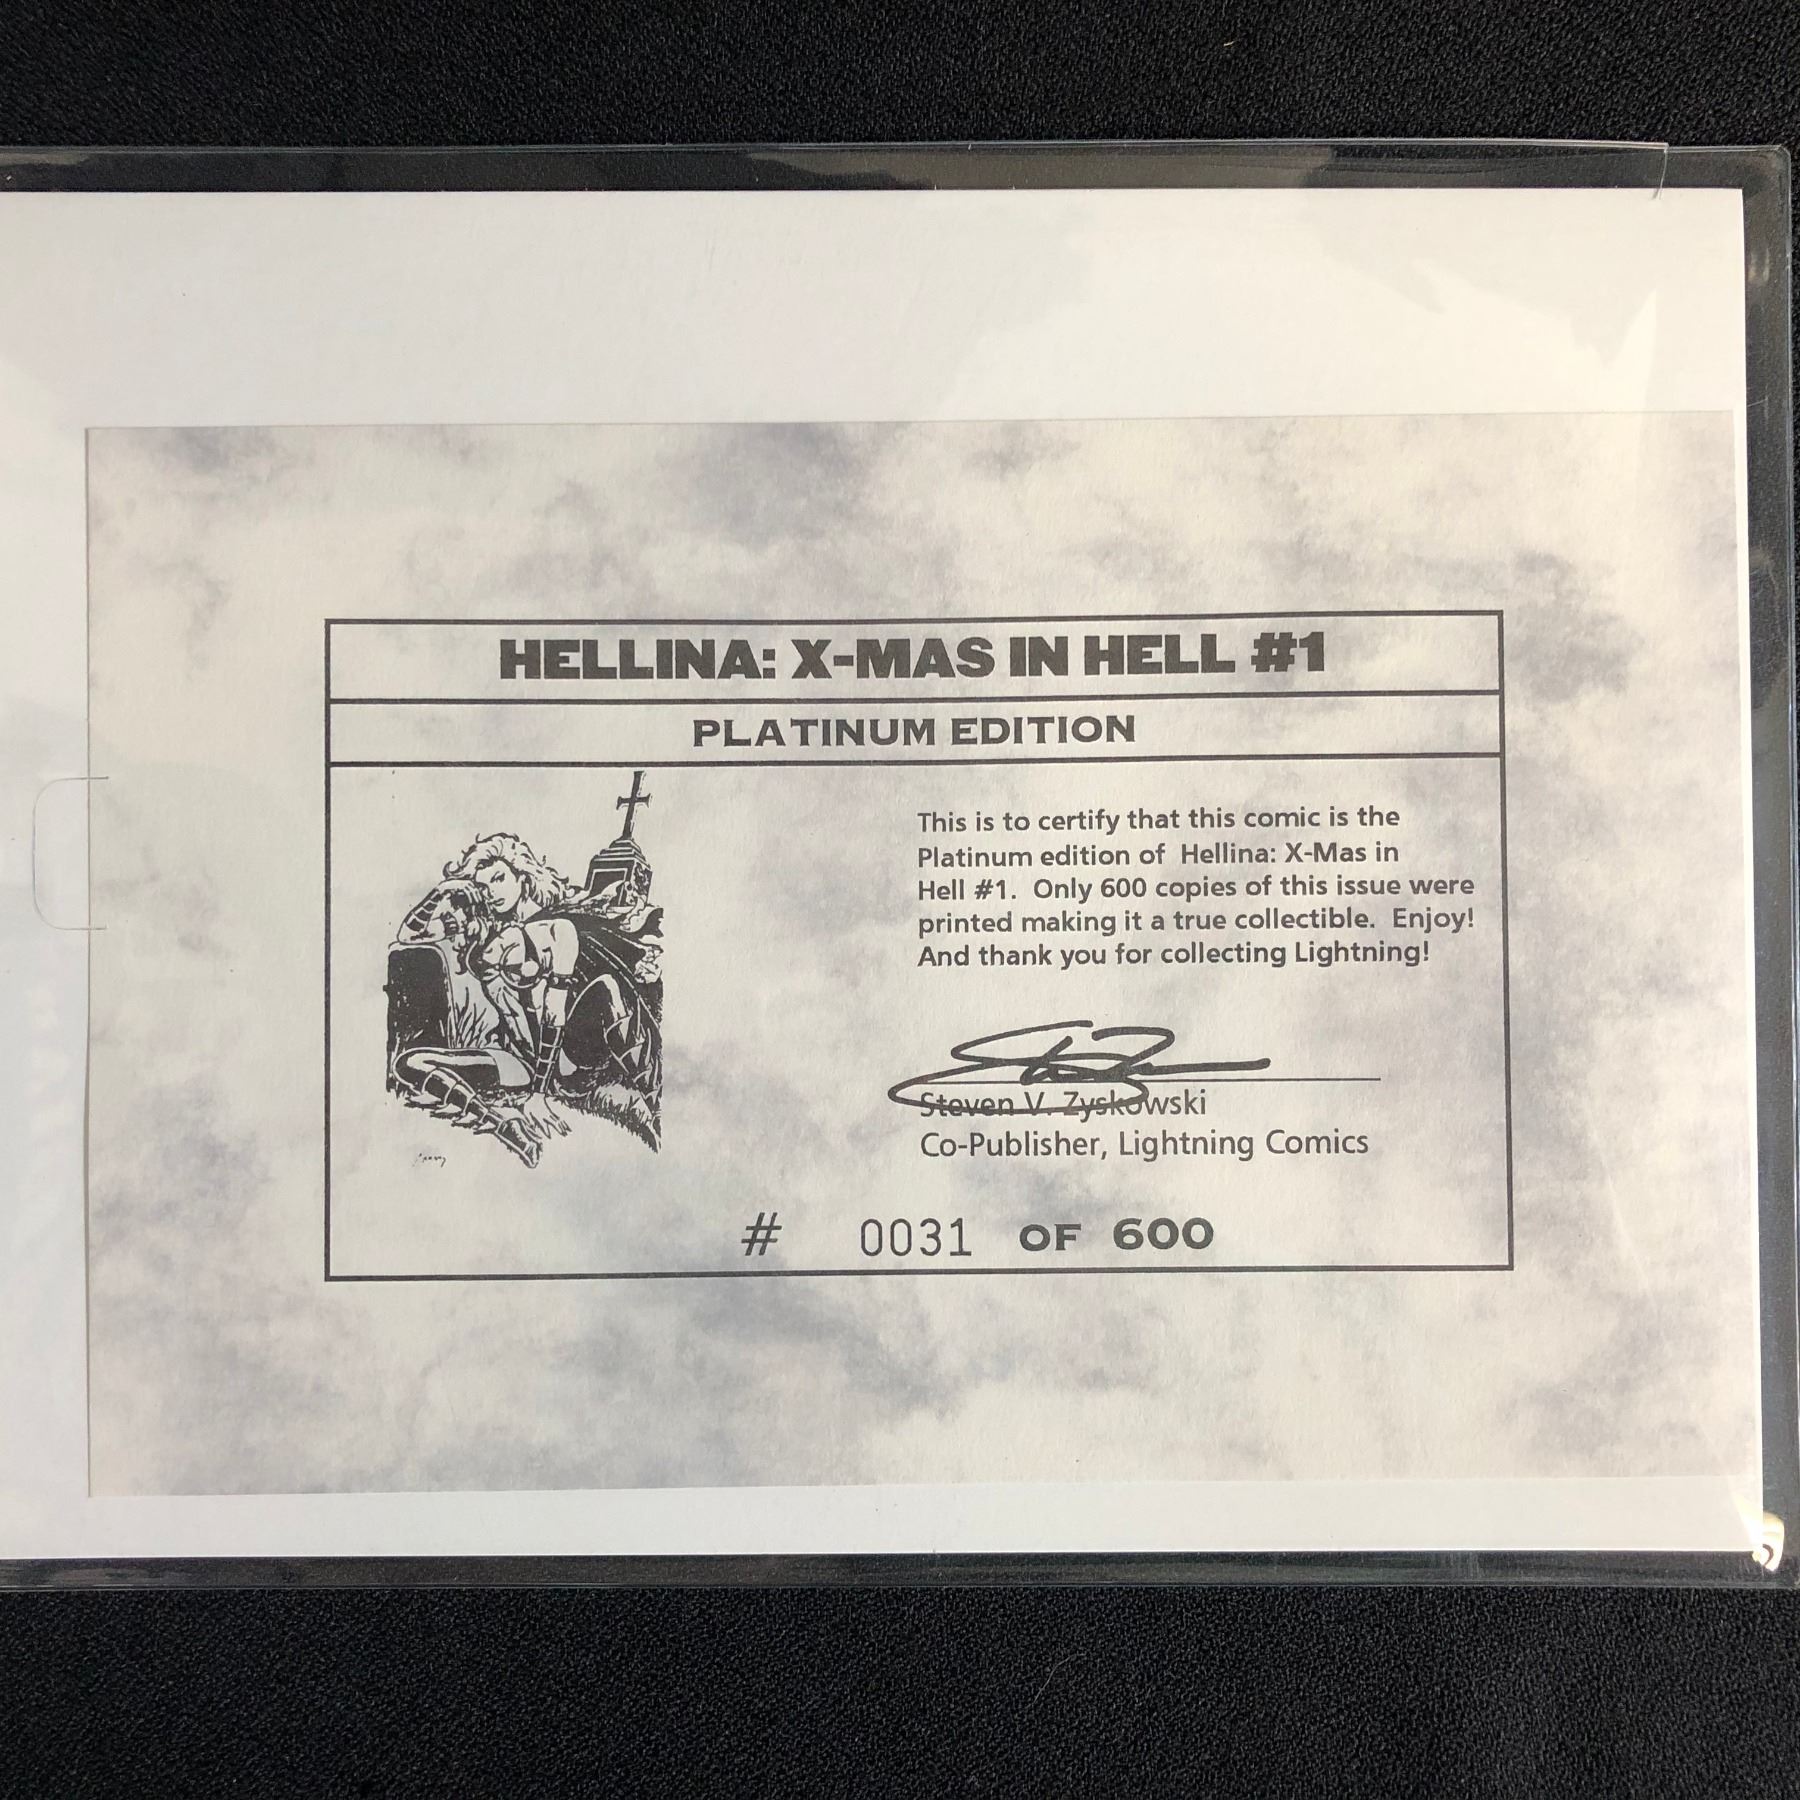 HELLINA: X-MAS IN HELL #1
PLATINUM EDITION
This is to certify that this comic is the
Platinum edition of Hellina: X-Mas in
Hell #1. Only 600 copies of this issue were
printed making it a true collectible. Enjoy!
And thank you for collecting Lightning!
Steven V. Zyskowski
Co-Publisher, Lightning Comics
# 0031 OF 600